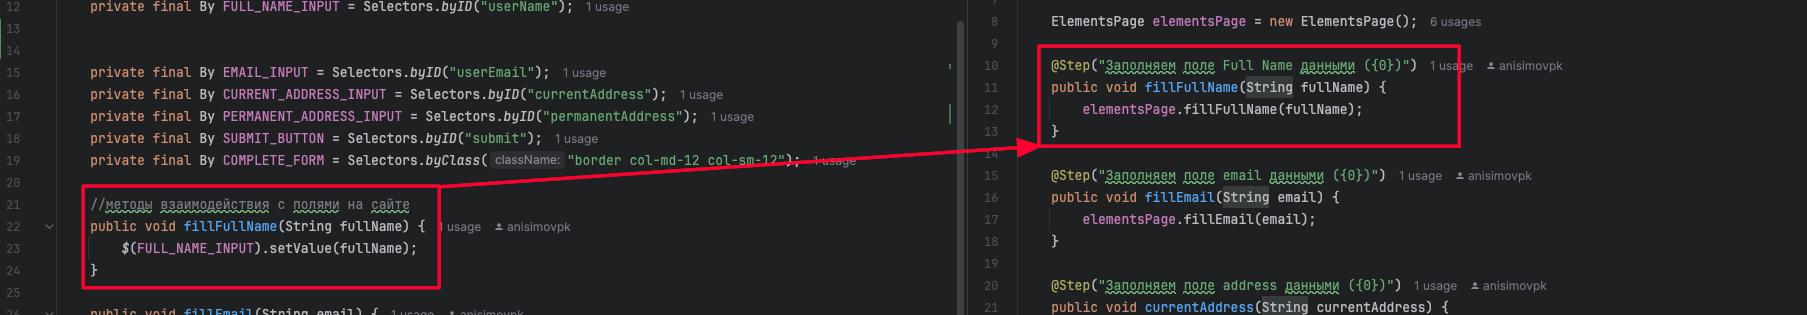 12 private final By FULL_NAME_INPUT = Selectors.byID("userName"); 1 usage
13
14
15 private final By EMAIL_INPUT = Selectors.byID("userEmail"); 1 usage
16 private final By CURRENT_ADDRESS_INPUT = Selectors.byID("currentAddress"); 1 usage
17 private final By PERMANENT_ADDRESS_INPUT = Selectors.byID("permanentAddress"); 1 usage
18 private final By SUBMIT_BUTTON = Selectors.byID("submit"); 1 usage
19 private final By COMPLETE_FORM = Selectors.byClass( className: "border col-md-12 col-sm-12"); 1 usage
20
21 //методы взаимодействия с полями на сайте
22 public void fillFullName(String fullName) { 1 usage anisimovpk
23 $(FULL_NAME_INPUT).setValue(fullName);
24 }
25
26 public void fillEmail(String email) { 1 usage anisimovpk
8 ElementsPage elementsPage = new ElementsPage(); 6 usages
9
10 @Step("Заполняем поле Full Name данными ({0})") 1 usage anisimovpk
11 public void fillFullName(String fullName) {
12 elementsPage.fillFullName(fullName);
13 }
14
15 @Step("Заполняем поле email данными ({0})") 1 usage anisimovpk
16 public void fillEmail(String email) {
17 elementsPage.fillEmail(email);
18 }
19
20 @Step("Заполняем поле address данными ({0})") 1 usage anisimovpk
21 public void currentAddress(String currentAddress) {